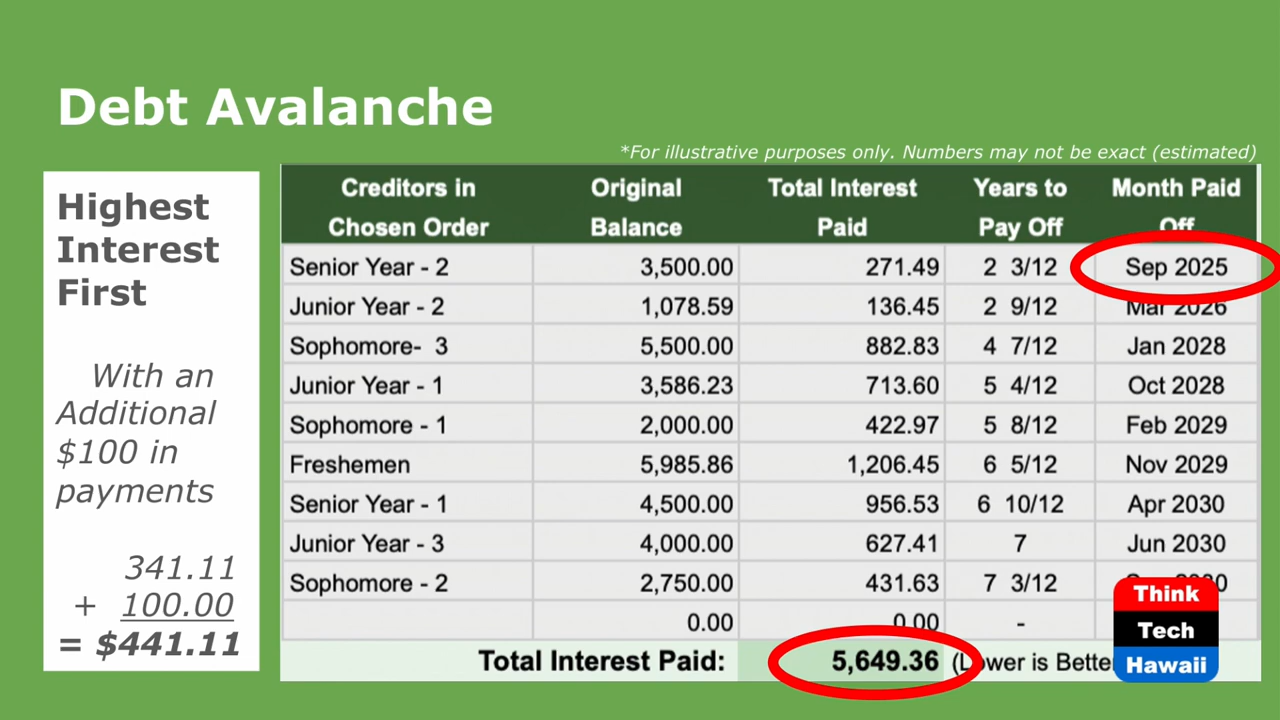 Debt Avalanche
*For illustrative purposes only. Numbers may not be exact (estimated)
Highest
Interest
First
With an
Additional
$100 in
payments
341.11
+ 100.00
= $441.11
Creditors in Original Total Interest Years to Month Paid
Chosen Order Balance Paid Pay Off Off
Senior Year - 2 3,500.00 271.49 2 3/12 Sep 2025
Junior Year - 2 1,078.59 136.45 2 9/12 Mar 2026
Sophomore- 3 5,500.00 882.83 4 7/12 Jan 2028
Junior Year - 1 3,586.23 713.60 5 4/12 Oct 2028
Sophomore - 1 2,000.00 422.97 5 8/12 Feb 2029
Freshemen 5,985.86 1,206.45 6 5/12 Nov 2029
Senior Year - 1 4,500.00 956.53 6 10/12 Apr 2030
Junior Year - 3 4,000.00 627.41 7 Jun 2030
Sophomore - 2 2,750.00 431.63 7 3/12
0.00 0.00 -
Total Interest Paid: 5,649.36 (Lower is Better
Think
Tech
Hawaii